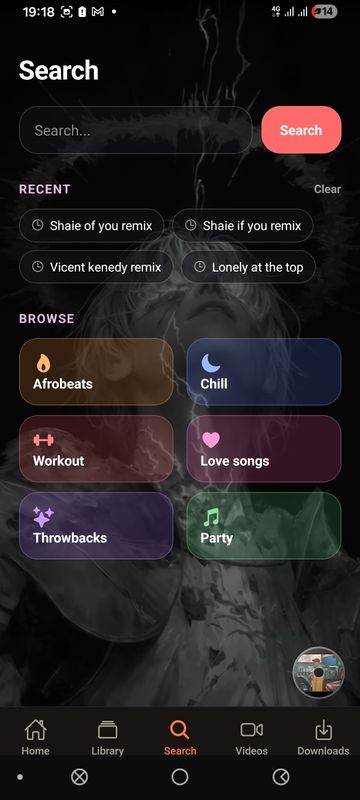 19:18 4G 14
Search
Search... Search
RECENT Clear
Shaie of you remix Shaie if you remix
Vicent kenedy remix Lonely at the top
BROWSE
Afrobeats Chill
Workout Love songs
Throwbacks Party
Home Library Search Videos Downloads